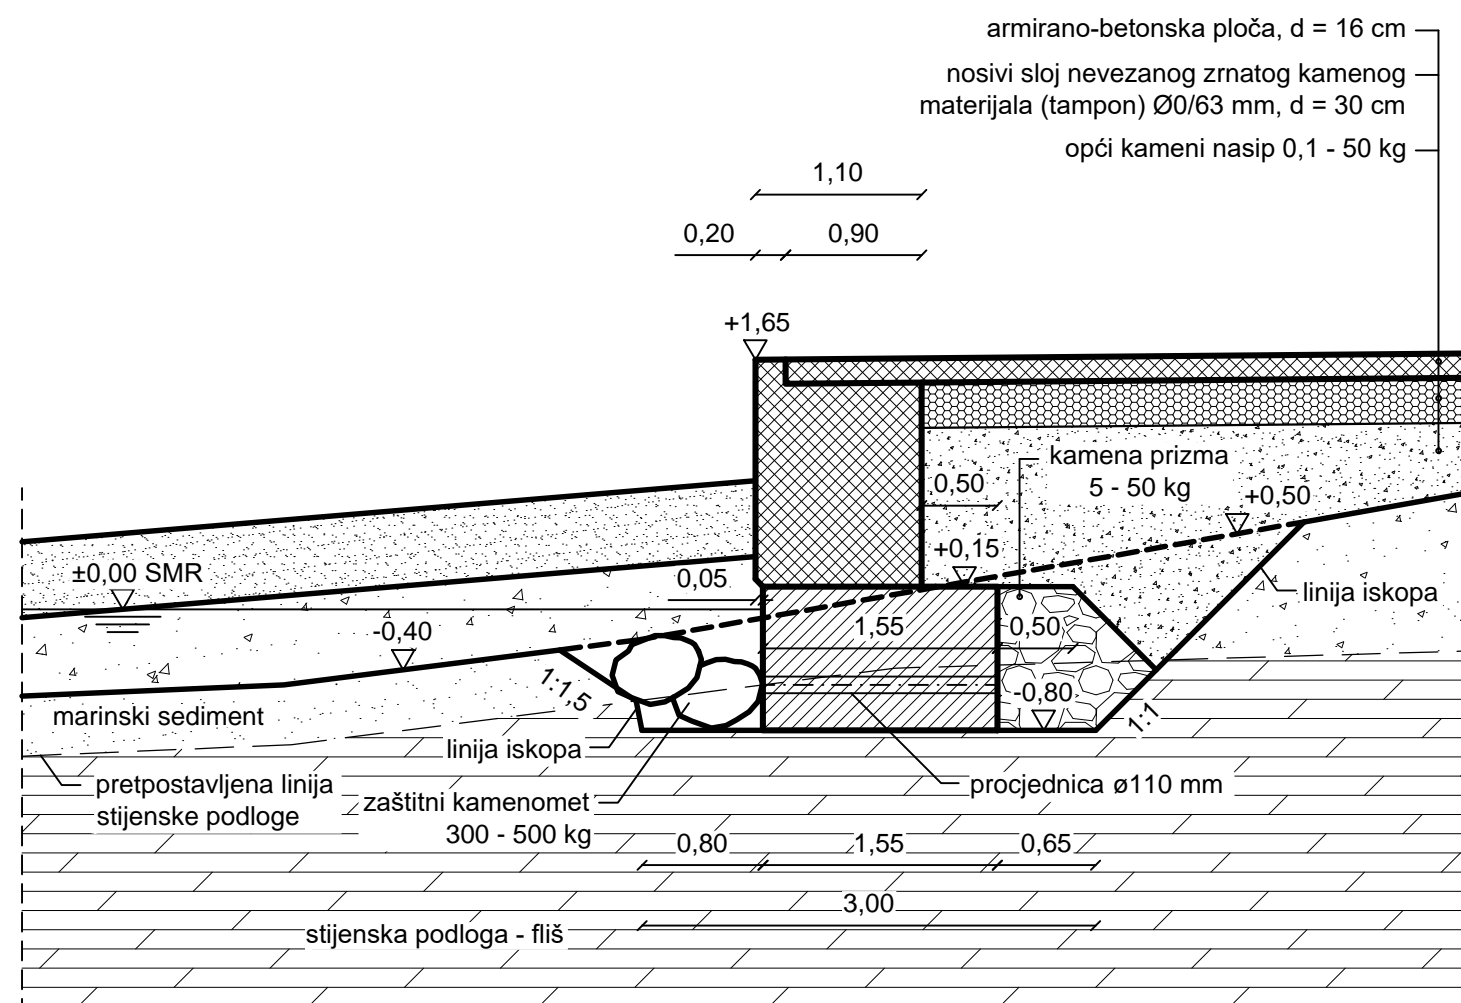 armirano-betonska ploča, d = 16 cm
nosivi sloj nevezanog zrnatog kamenog
materijala (tampon) Ø0/63 mm, d = 30 cm
opći kameni nasip 0,1 - 50 kg
1,10
0,20
0,90
+1,65
kamena prizma
5 - 50 kg
0,50
+0,50
+0,15
±0,00 SMR
0,05
linija iskopa
-0,40
1,55
0,50
1:1,5
-0,80
1:1
marinski sediment
linija iskopa
pretpostavljena linija
stijenske podloge
procjednica ø110 mm
zaštitni kamenomet
300 - 500 kg
0,80
1,55
0,65
3,00
stijenska podloga - fliš